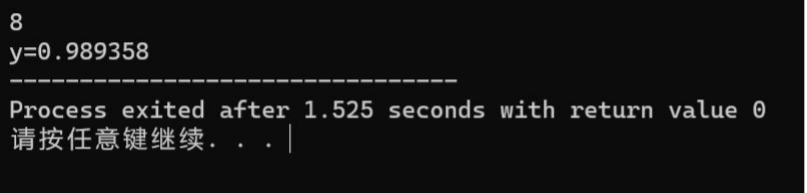 8
y=0.989358
--------------------------------
Process exited after 1.525 seconds with return value 0
请按任意键继续. . .